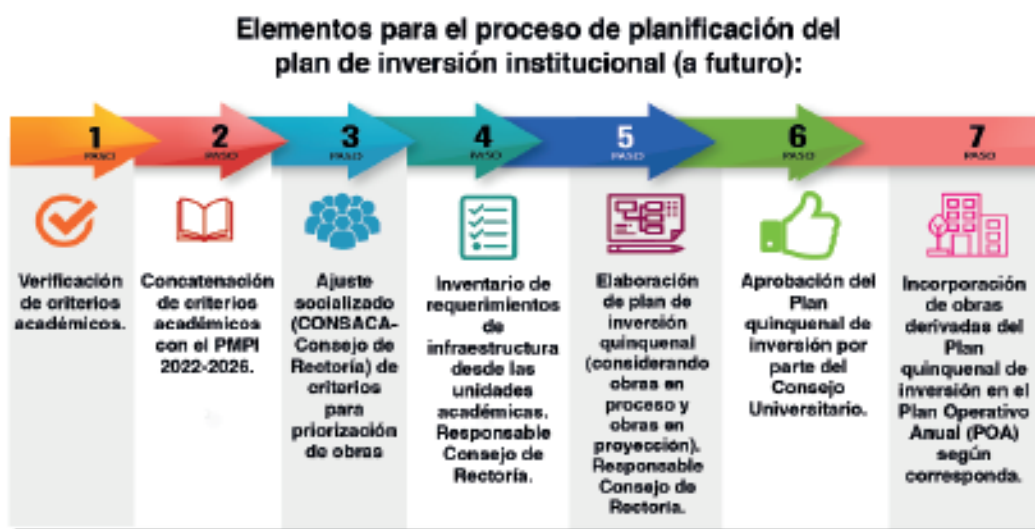 Elementos para el proceso de planificación del
plan de inversión institucional (a futuro):
1
PASO
2
PASO
3
PASO
4
PASO
5
PASO
6
PASO
7
PASO
Verificación
de criterios
académicos.
Concatenación
de criterios
académicos
con el PMPI
2022-2026.
Ajuste
socializado
(CONSACA-
Consejo de
Rectoría) de
criterios
para
priorización
de obras
Inventario de
requerimientos
de
infraestructura
desde las
unidades
académicas.
Responsable
Consejo de
Rectoría.
Elaboración
de plan de
inversión
quinquenal
(considerando
obras en
proceso y
obras en
proyección).
Responsable
Consejo de
Rectoría.
Aprobación del
Plan
quinquenal de
inversión por
parte del
Consejo
Universitario.
Incorporación
de obras
derivadas del
Plan
quinquenal de
inversión en el
Plan Operativo
Anual (POA)
según
corresponda.